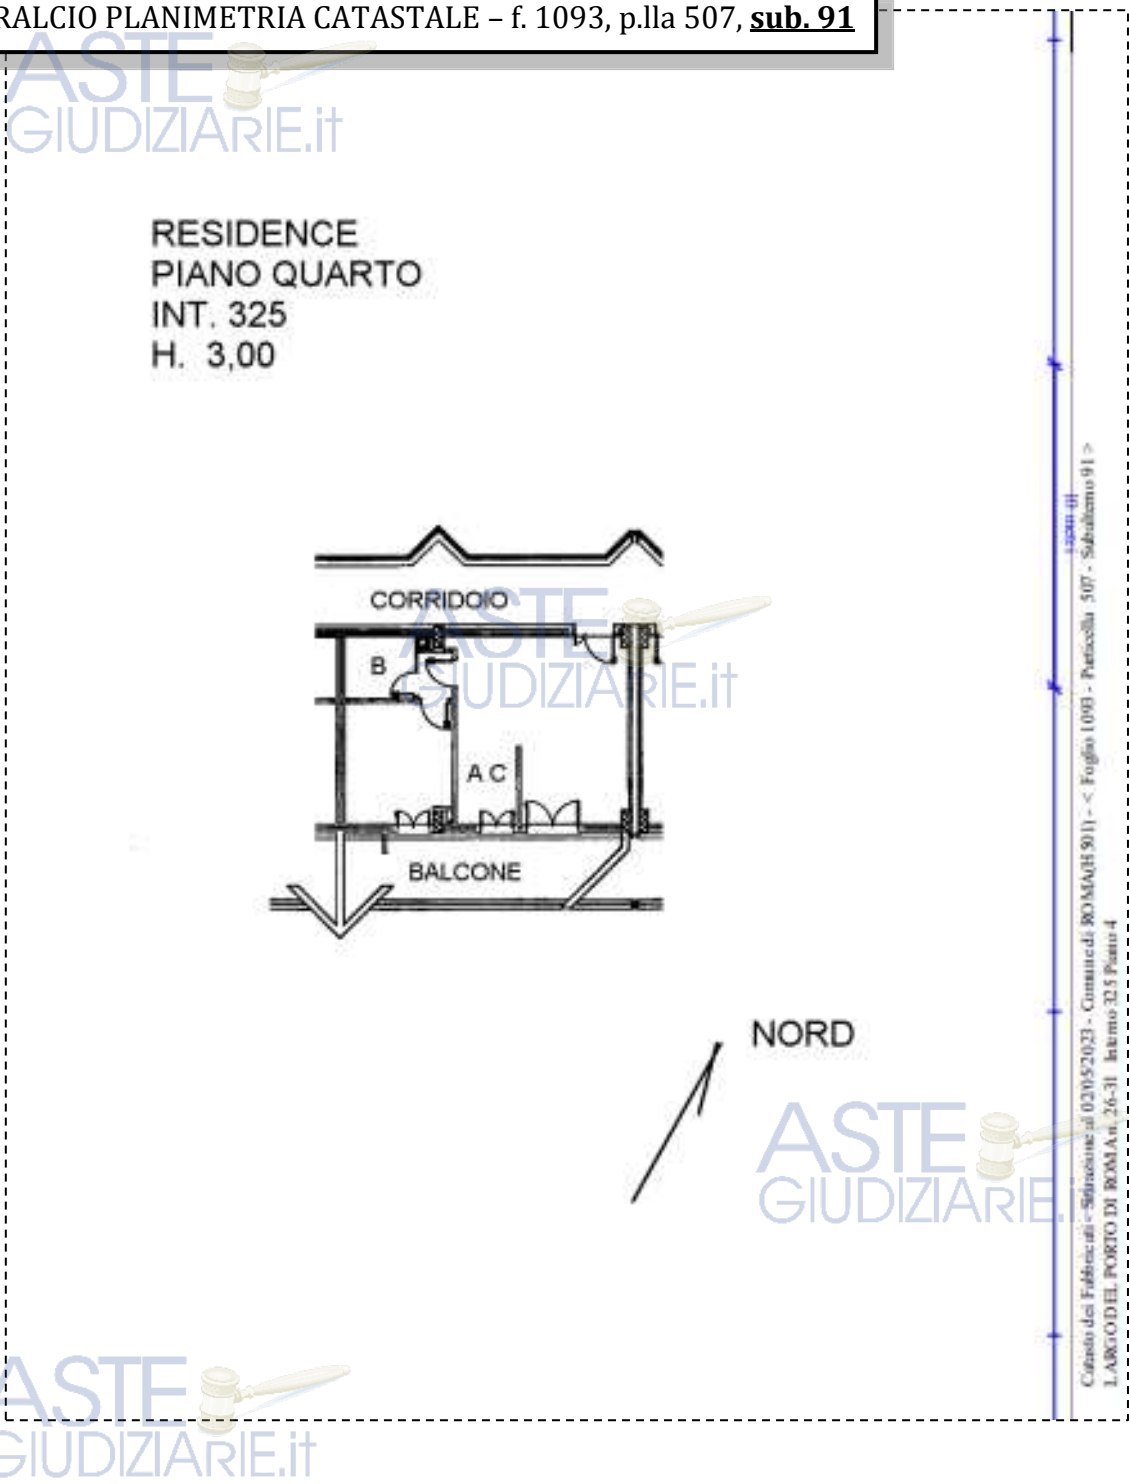 RALCIO PLANIMETRIA CATASTALE – f. 1093, p.lla 507, sub. 91
ASTE
GIUDIZIARIE.it
RESIDENCE
PIANO QUARTO
INT. 325
H. 3,00
CORRIDOIO
ASTE
GIUDIZIARIE.it
B
A C
BALCONE
NORD
ASTE
GIUDIZIARIE.it
ASTE
GIUDIZIARIE.it
Catasto dei Fabbricati - Situazione al 02/05/2023 - Comune di ROMA(H501) - < Foglio 1093 - Particella 507 - Subalterno 91 >
LARGO DEL PORTO DI ROMA n. 26-31 Interno 325 Piano 4